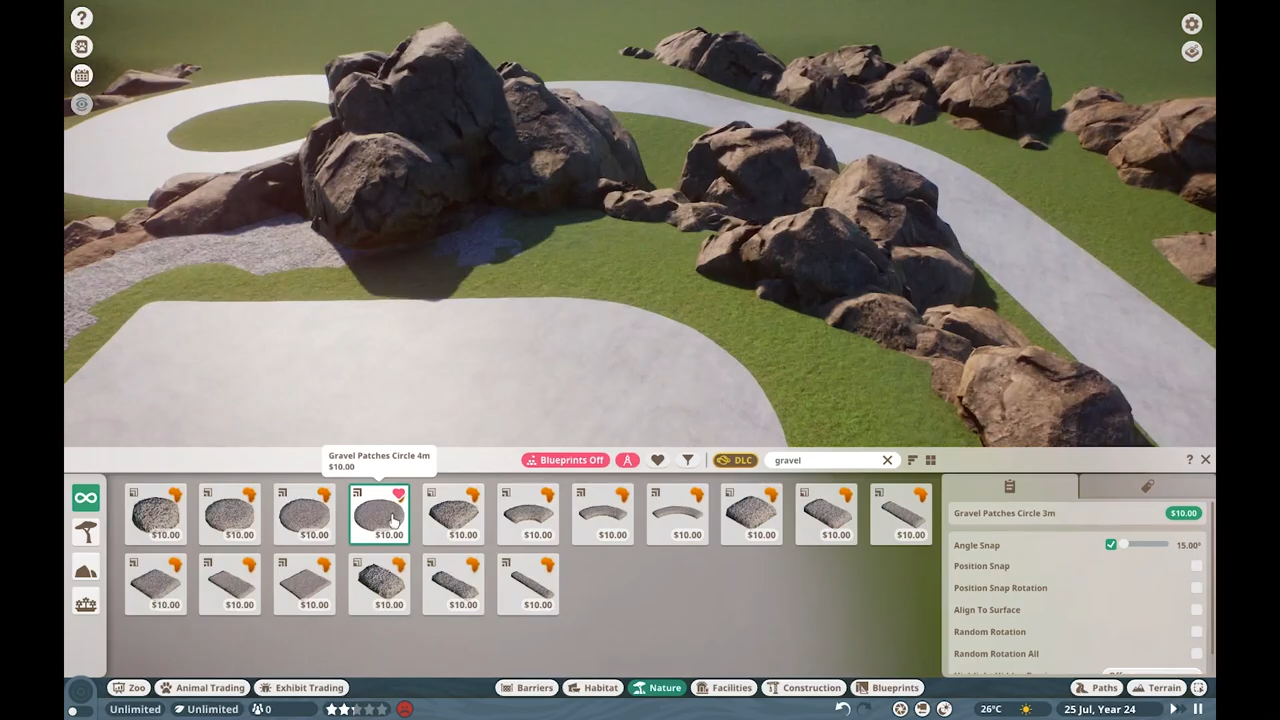 ?
Gravel Patches Circle 4m
$10.00
Blueprints Off
DLC
gravel
?
$10.00 $10.00 $10.00 $10.00 $10.00 $10.00 $10.00 $10.00 $10.00 $10.00 $10.00
$10.00 $10.00 $10.00 $10.00 $10.00 $10.00
Gravel Patches Circle 3m $10.00
Angle Snap 15.00°
Position Snap
Position Snap Rotation
Align To Surface
Random Rotation
Random Rotation All
Zoo Animal Trading Exhibit Trading Barriers Habitat Nature Facilities Construction Blueprints Paths Terrain
Unlimited Unlimited 0 26°C 25 Jul, Year 24